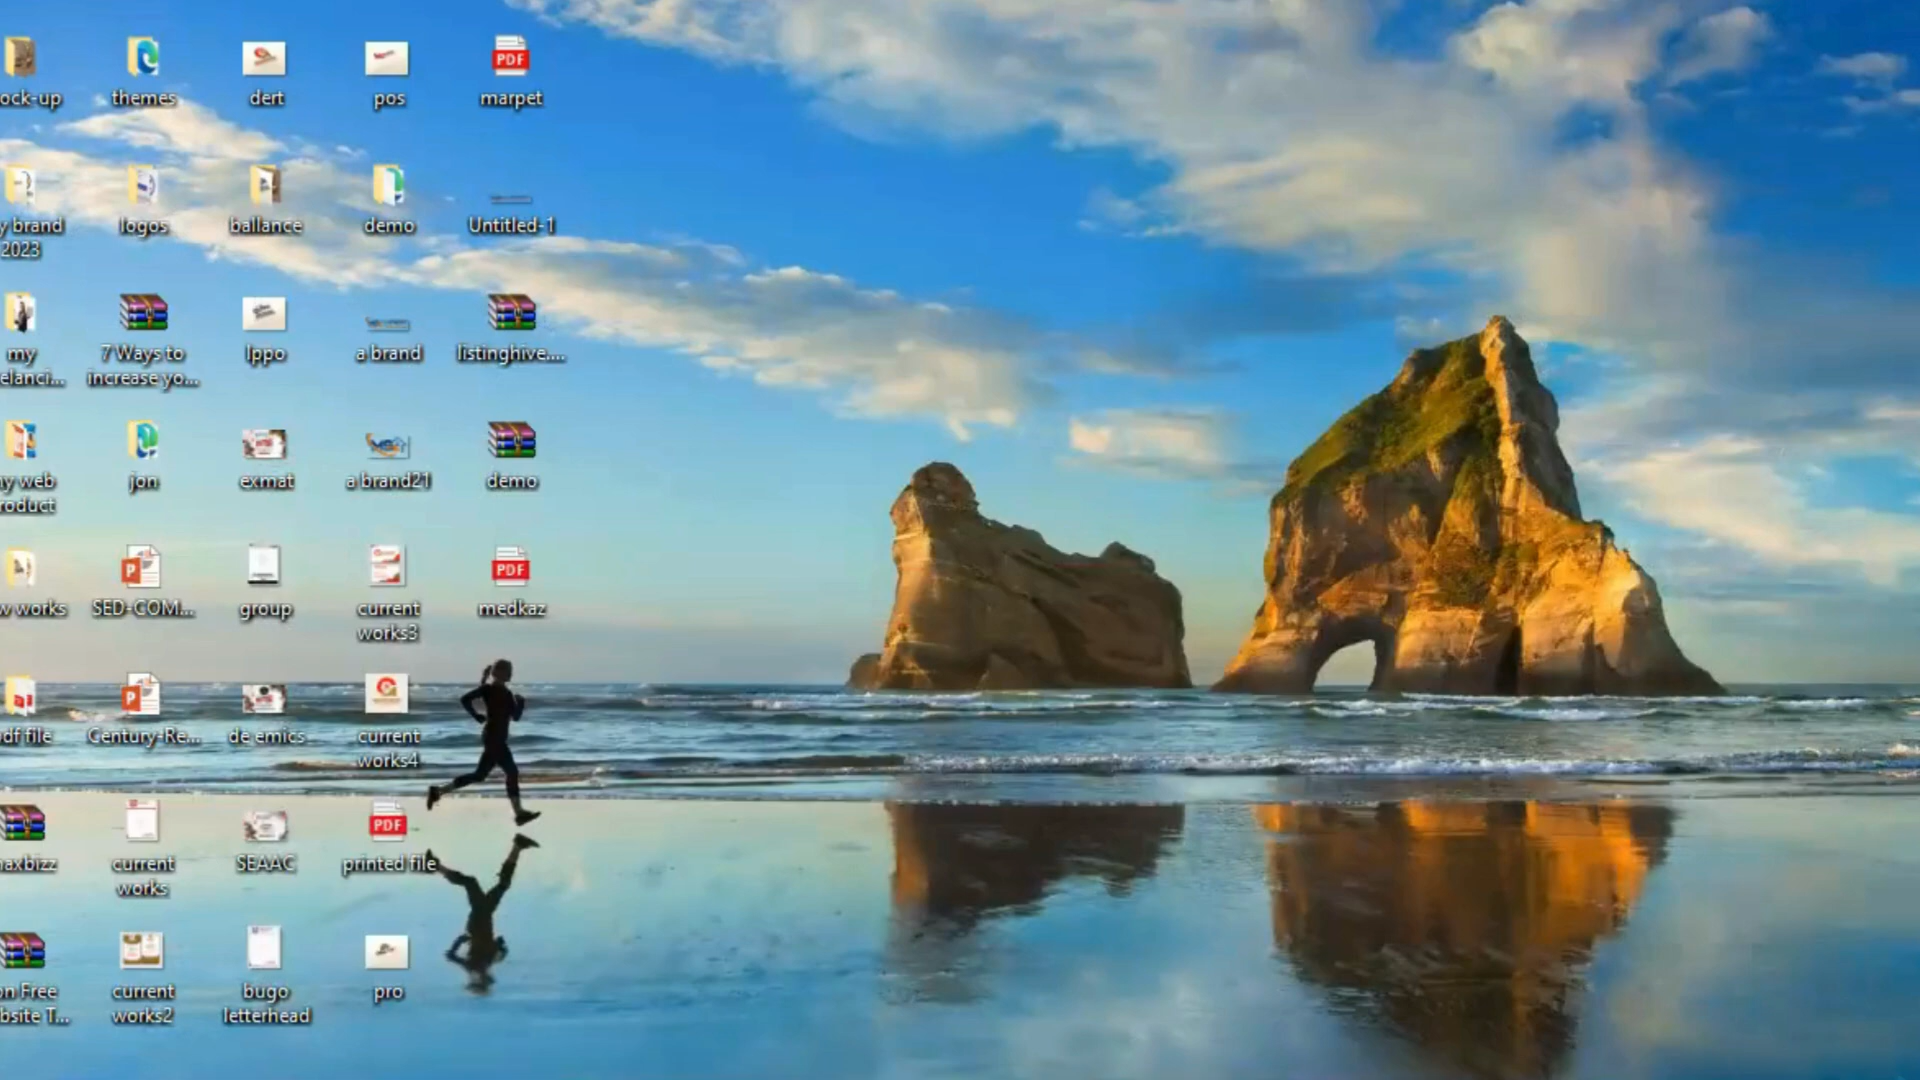 ock-up
themes
dert
pos
PDF
marpet
y brand
2023
logos
ballance
demo
Untitled-1
my
elanci...
7 Ways to
increase yo...
lppo
a brand
listinghive....
y web
roduct
jon
exmat
a brand21
demo
w works
P
SED-COM...
group
current
works3
PDF
medkaz
df file
P
Century-Re...
de emics
current
works4
axbizz
current
works
SEAAC
PDF
printed file
on Free
bsite T...
current
works2
bugo
letterhead
pro